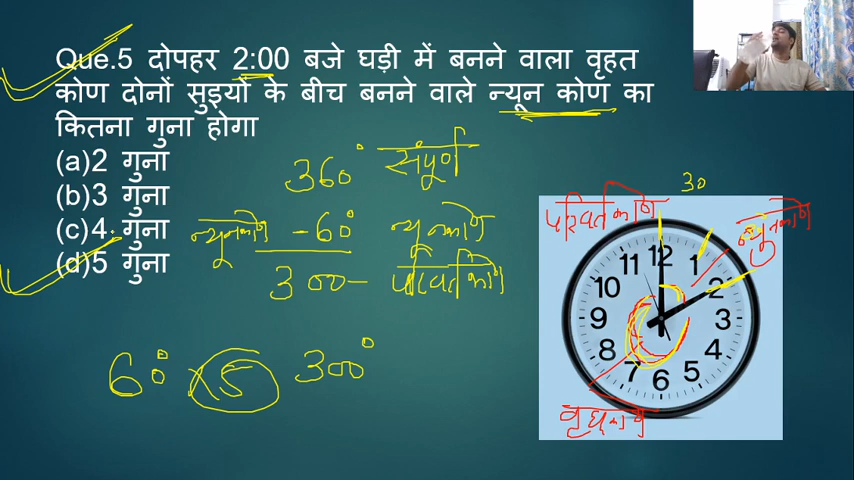 Que.5 दोपहर 2:00 बजे घड़ी में बनने वाला वृहत
कोण दोनों सुइयों के बीच बनने वाले न्यून कोण का
कितना गुना होगा
(a)2 गुना
(b)3 गुना
(c)4 गुना
(d)5 गुना
360° संपूर्ण
न्यूनकोण -60° न्यूनकोण
300- परिवर्तकोण
60° x5 300°
30
परिवर्तकोण
न्यूनकोण
12
11 1
10 2
9 3
8 4
7 5
6